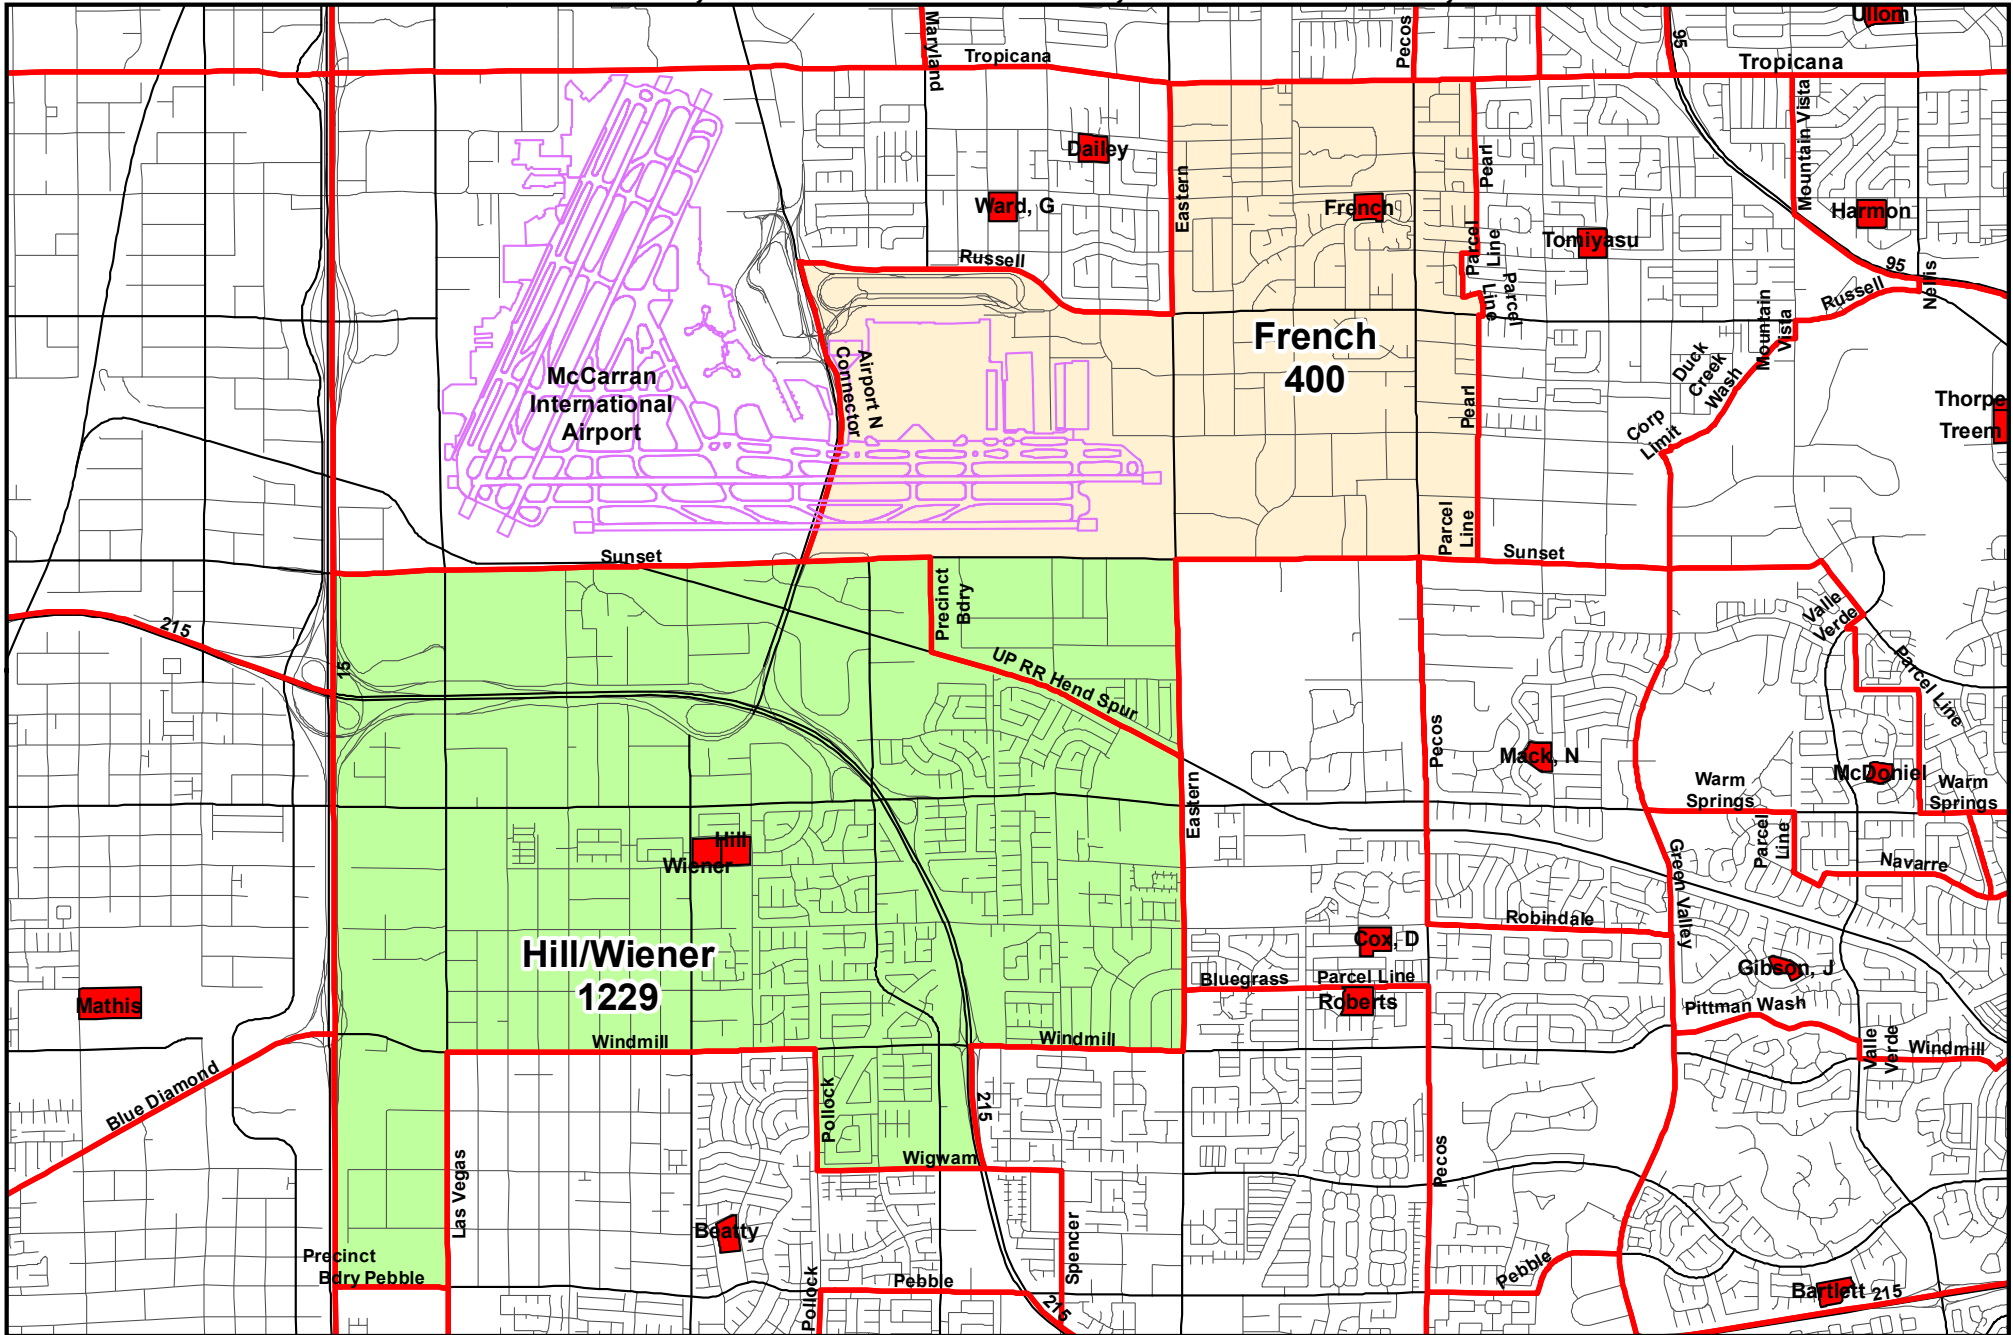 Ullom
Maryland
Pecos
95
Tropicana
Tropicana
Mountain Vista
Dailey
Pearl
Eastern
Ward, G
French
Harmon
Parcel
Line
Tomiyasu
Russell
95
Nellis
Parcel
Line
Russell
Mountain
Vista
French
400
Duck
Creek
Wash
Airport N
Connector
McCarran
International
Airport
Pearl
Corp
Limit
Thorpe
Treem
Parcel
Line
Sunset
Sunset
Precinct
Bdry
Valle
Verde
215
15
UP RR Hend Spur
Parcel Line
Pecos
Mack, N
McDoniel
Warm
Springs
Warm
Springs
Eastern
Parcel
Line
Hill
Wiener
Green Valley
Navarre
Robindale
Cox, D
Hill/Wiener
1229
Gibson, J
Bluegrass
Parcel Line
Roberts
Mathis
Pittman Wash
Windmill
Windmill
Valle
Verde
Windmill
Blue Diamond
Pollock
215
Wigwam
Pecos
Las Vegas
Beatty
Spencer
Precinct
Bdry Pebble
Pebble
Pebble
Pollock
215
Bartlett
215